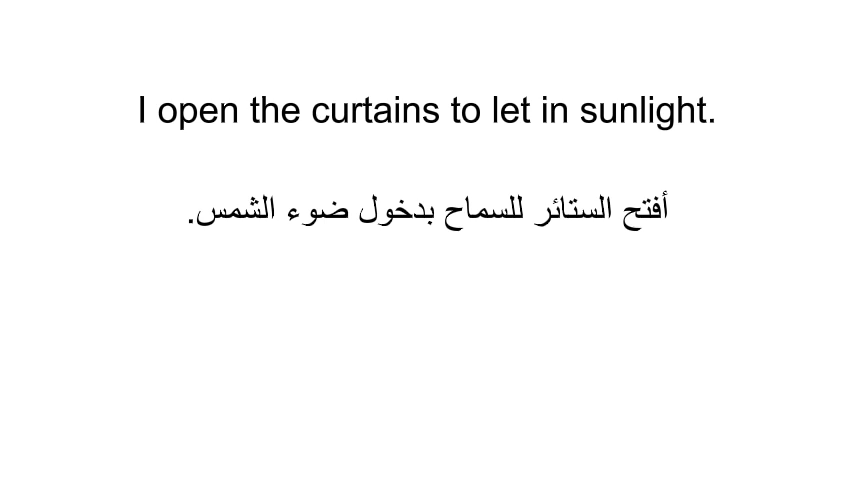 I open the curtains to let in sunlight.
أفتح الستائر للسماح بدخول ضوء الشمس.